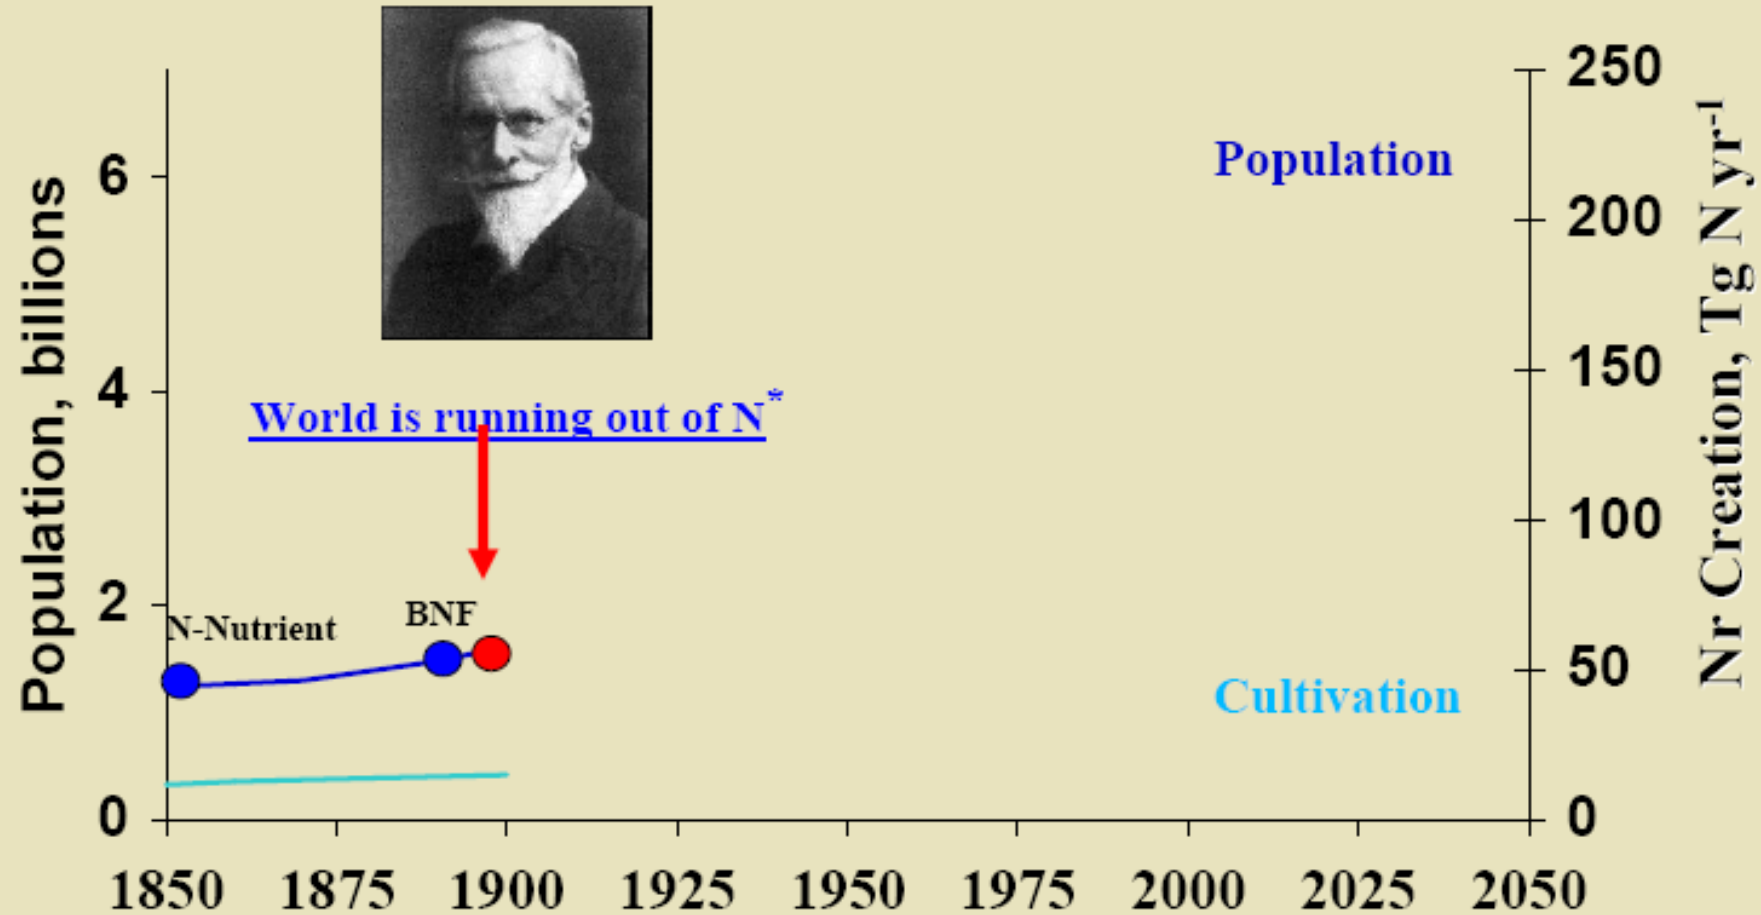 250
Population
6
200
Population, billions
Nr Creation, Tg N yr-1
150
4
World is running out of N*
100
2
BNF
N-Nutrient
50
Cultivation
0
0
1850 1875 1900 1925 1950 1975 2000 2025 2050